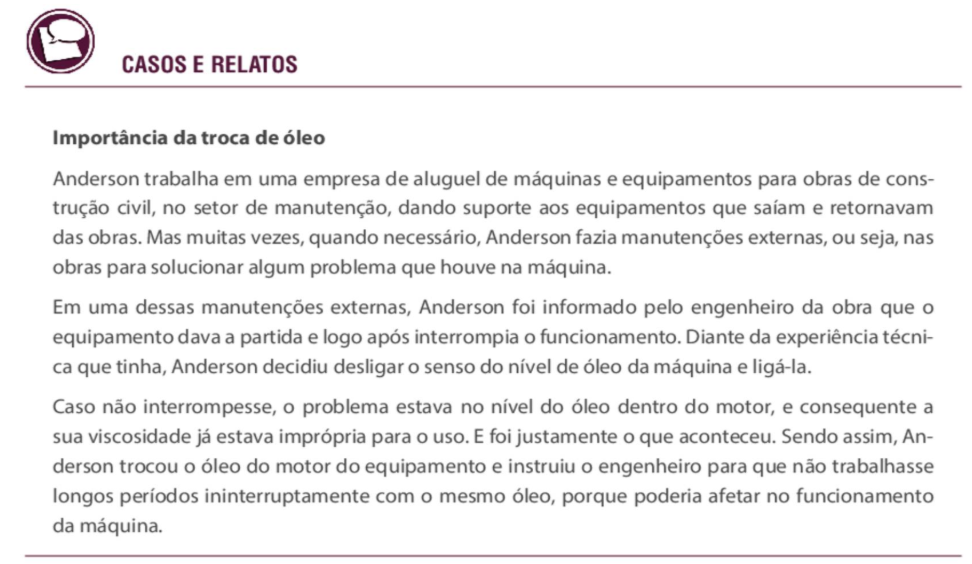 CASOS E RELATOS
Importância da troca de óleo
Anderson trabalha em uma empresa de aluguel de máquinas e equipamentos para obras de cons-
trução civil, no setor de manutenção, dando suporte aos equipamentos que saíam e retornavam
das obras. Mas muitas vezes, quando necessário, Anderson fazia manutenções externas, ou seja, nas
obras para solucionar algum problema que houve na máquina.
Em uma dessas manutenções externas, Anderson foi informado pelo engenheiro da obra que o
equipamento dava a partida e logo após interrompia o funcionamento. Diante da experiência técni-
ca que tinha, Anderson decidiu desligar o senso do nível de óleo da máquina e ligá-la.
Caso não interrompesse, o problema estava no nível do óleo dentro do motor, e consequente a
sua viscosidade já estava imprópria para o uso. E foi justamente o que aconteceu. Sendo assim, An-
derson trocou o óleo do motor do equipamento e instruiu o engenheiro para que não trabalhasse
longos períodos ininterruptamente com o mesmo óleo, porque poderia afetar no funcionamento
da máquina.